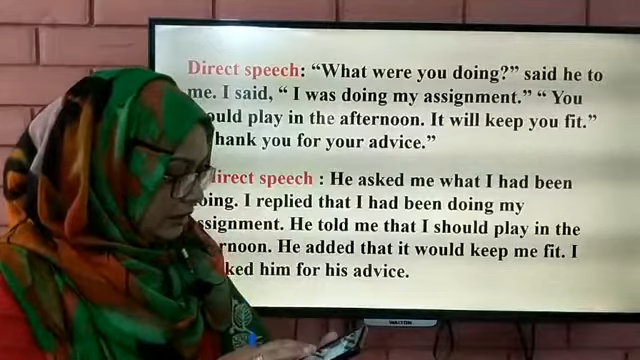 Direct speech: “What were you doing?” said he to
me. I said, “ I was doing my assignment.” “ You
play in the afternoon. It will keep you fit.”
you for your advice.”
speech : He asked me what I had been
I replied that I had been doing my
He told me that I should play in the
He added that it would keep me fit. I
him for his advice.
WALTON